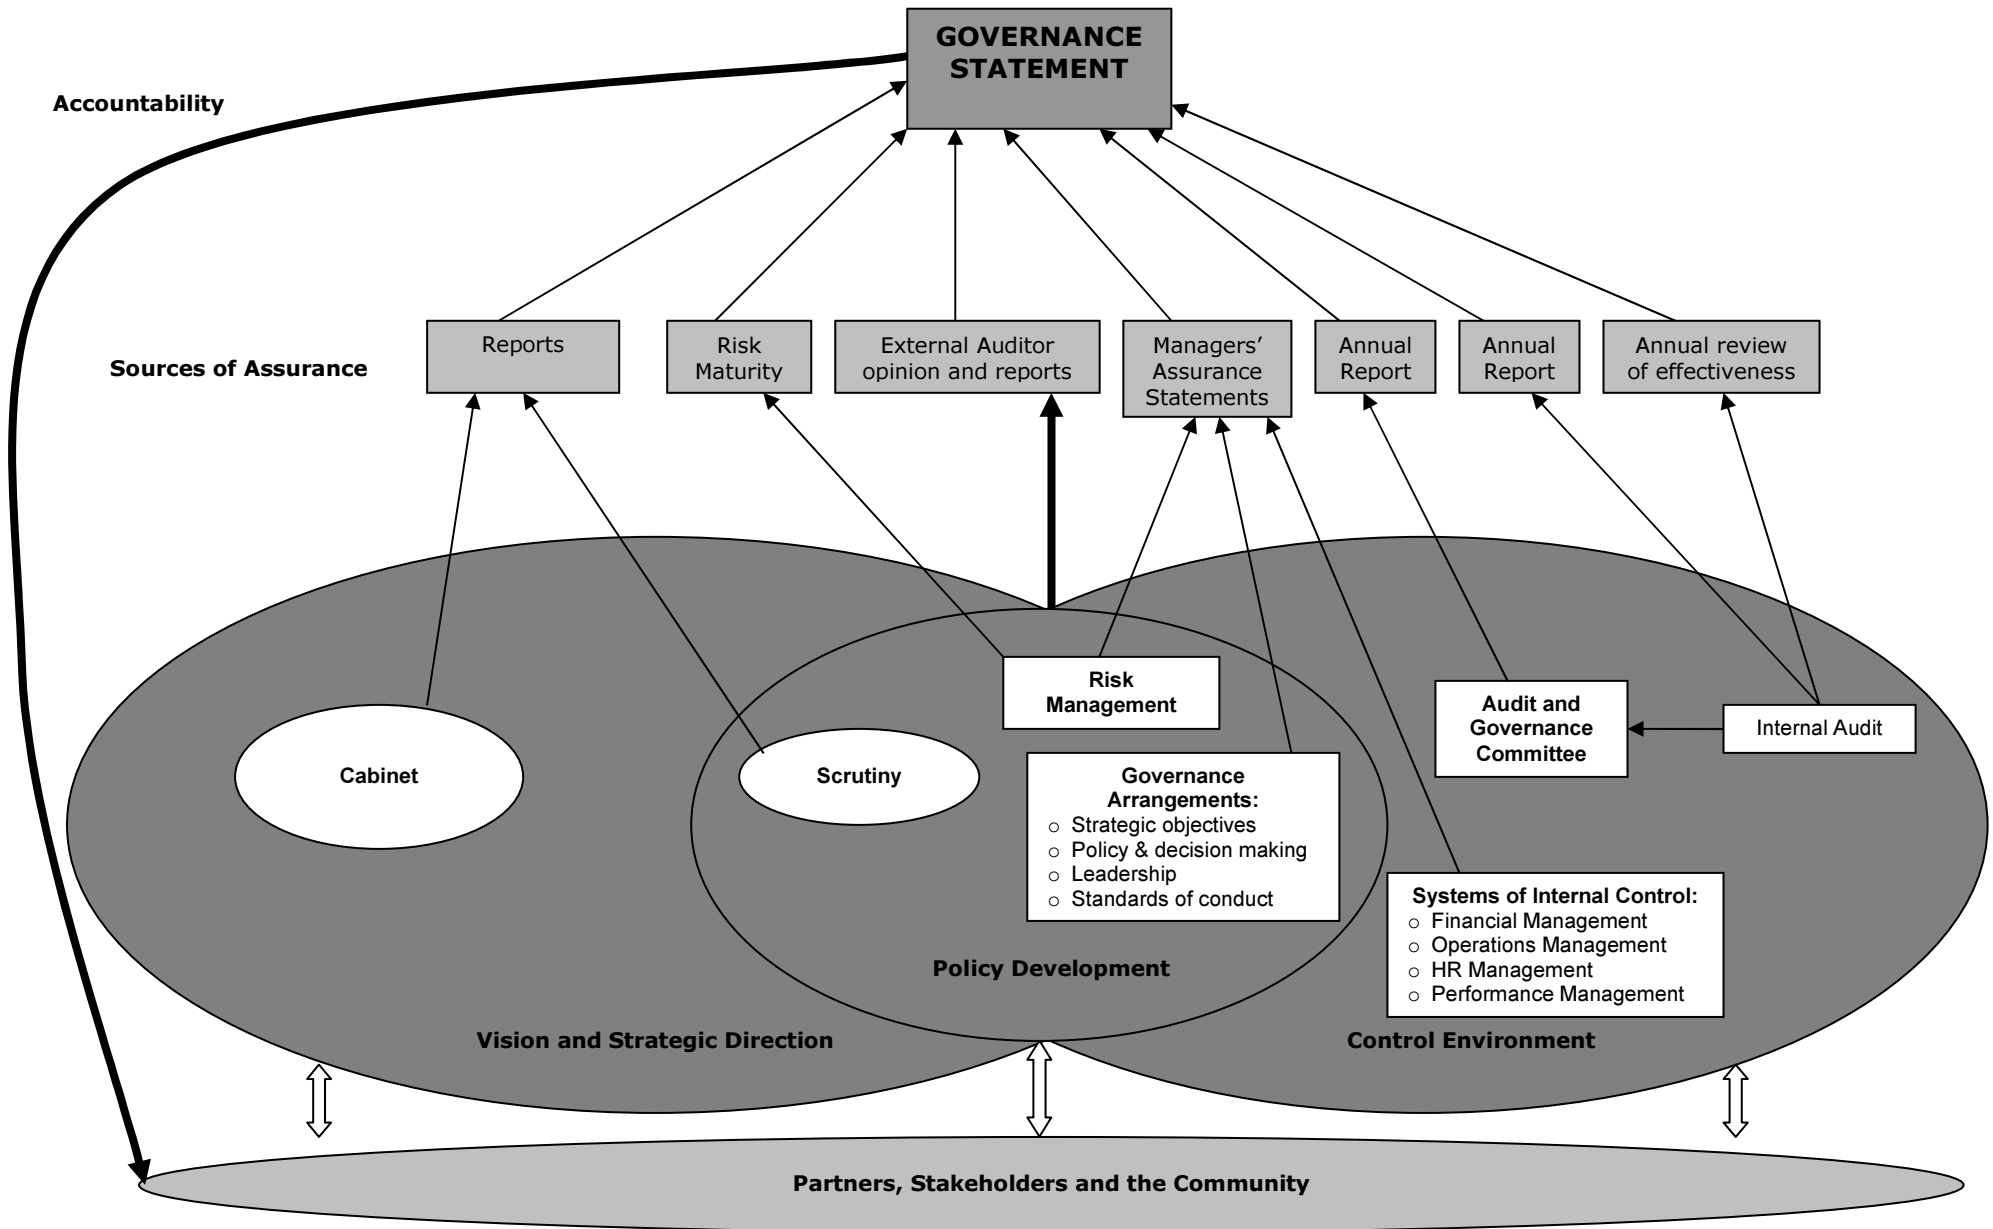 GOVERNANCE
STATEMENT
Accountability
Sources of Assurance
Reports
Risk
Maturity
External Auditor
opinion and reports
Managers’
Assurance
Statements
Annual
Report
Annual
Report
Annual review
of effectiveness
Cabinet
Scrutiny
Risk
Management
Governance
Arrangements:
○ Strategic objectives
○ Policy & decision making
○ Leadership
○ Standards of conduct
Audit and
Governance
Committee
Internal Audit
Systems of Internal Control:
○ Financial Management
○ Operations Management
○ HR Management
○ Performance Management
Policy Development
Vision and Strategic Direction
Control Environment
Partners, Stakeholders and the Community